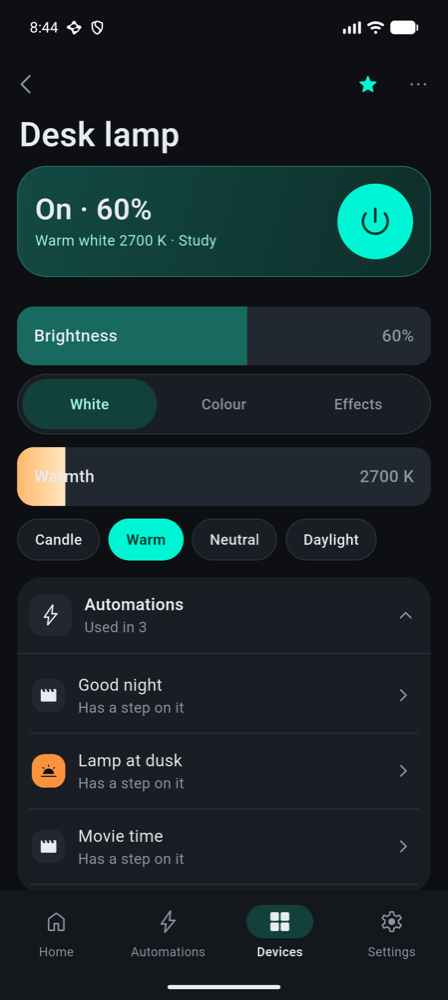 8:44
Desk lamp
On · 60%
Warm white 2700 K · Study
Brightness 60%
White Colour Effects
Warmth 2700 K
Candle Warm Neutral Daylight
Automations
Used in 3
Good night
Has a step on it
Lamp at dusk
Has a step on it
Movie time
Has a step on it
Home Automations Devices Settings